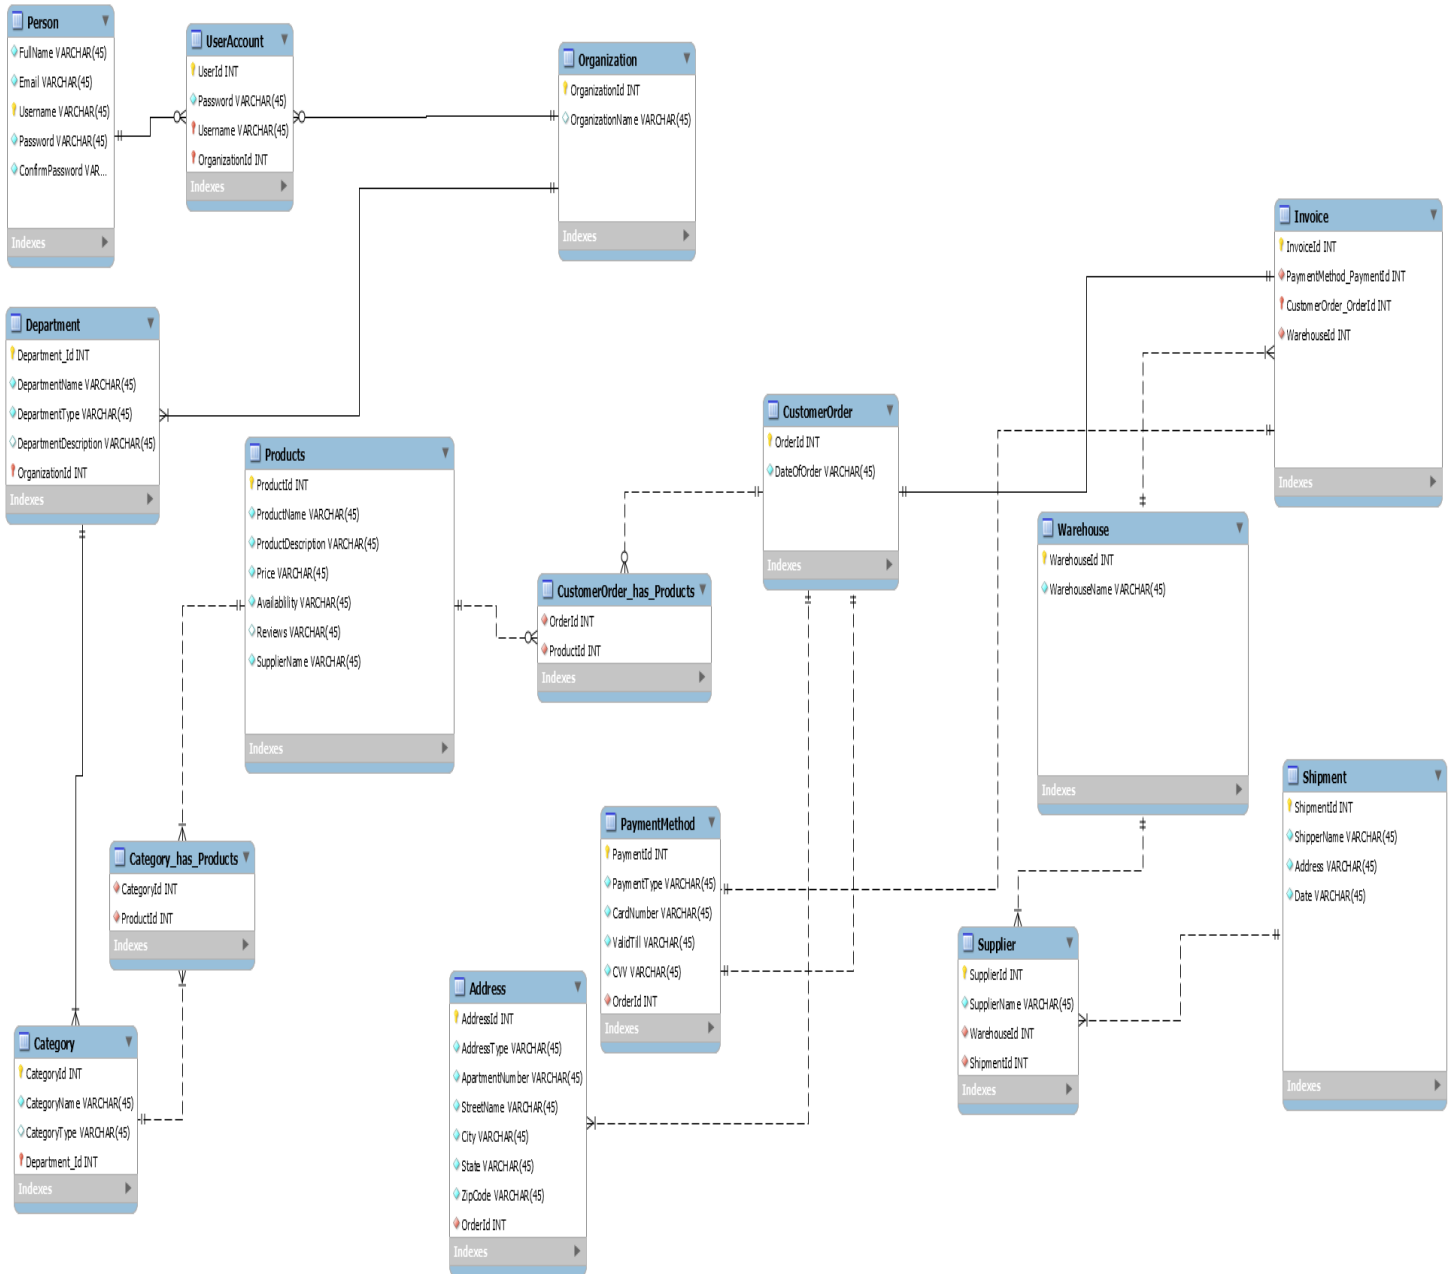 Person
FullName VARCHAR(45)
Email VARCHAR(45)
Username VARCHAR(45)
Password VARCHAR(45)
ConfirmPassword VAR...
Indexes
UserAccount
UserId INT
Password VARCHAR(45)
Username VARCHAR(45)
OrganizationId INT
Indexes
Organization
OrganizationId INT
OrganizationName VARCHAR(45)
Indexes
Invoice
InvoiceId INT
PaymentMethod_PaymentId INT
CustomerOrder_OrderId INT
WarehouseId INT
Indexes
Department
Department_Id INT
DepartmentName VARCHAR(45)
DepartmentType VARCHAR(45)
DepartmentDescription VARCHAR(45)
OrganizationId INT
Indexes
Products
ProductId INT
ProductName VARCHAR(45)
ProductDescription VARCHAR(45)
Price VARCHAR(45)
Availability VARCHAR(45)
Reviews VARCHAR(45)
SupplierName VARCHAR(45)
Indexes
CustomerOrder
OrderId INT
DateOfOrder VARCHAR(45)
Indexes
CustomerOrder_has_Products
OrderId INT
ProductId INT
Indexes
Warehouse
WarehouseId INT
WarehouseName VARCHAR(45)
Indexes
Shipment
ShipmentId INT
ShipperName VARCHAR(45)
Address VARCHAR(45)
Date VARCHAR(45)
Indexes
PaymentMethod
PaymentId INT
PaymentType VARCHAR(45)
CardNumber VARCHAR(45)
ValidTill VARCHAR(45)
CVV VARCHAR(45)
OrderId INT
Indexes
Category_has_Products
CategoryId INT
ProductId INT
Indexes
Supplier
SupplierId INT
SupplierName VARCHAR(45)
WarehouseId INT
ShipmentId INT
Indexes
Address
AddressId INT
AddressType VARCHAR(45)
ApartmentNumber VARCHAR(45)
StreetName VARCHAR(45)
City VARCHAR(45)
State VARCHAR(45)
ZipCode VARCHAR(45)
OrderId INT
Indexes
Category
CategoryId INT
CategoryName VARCHAR(45)
CategoryType VARCHAR(45)
Department_Id INT
Indexes